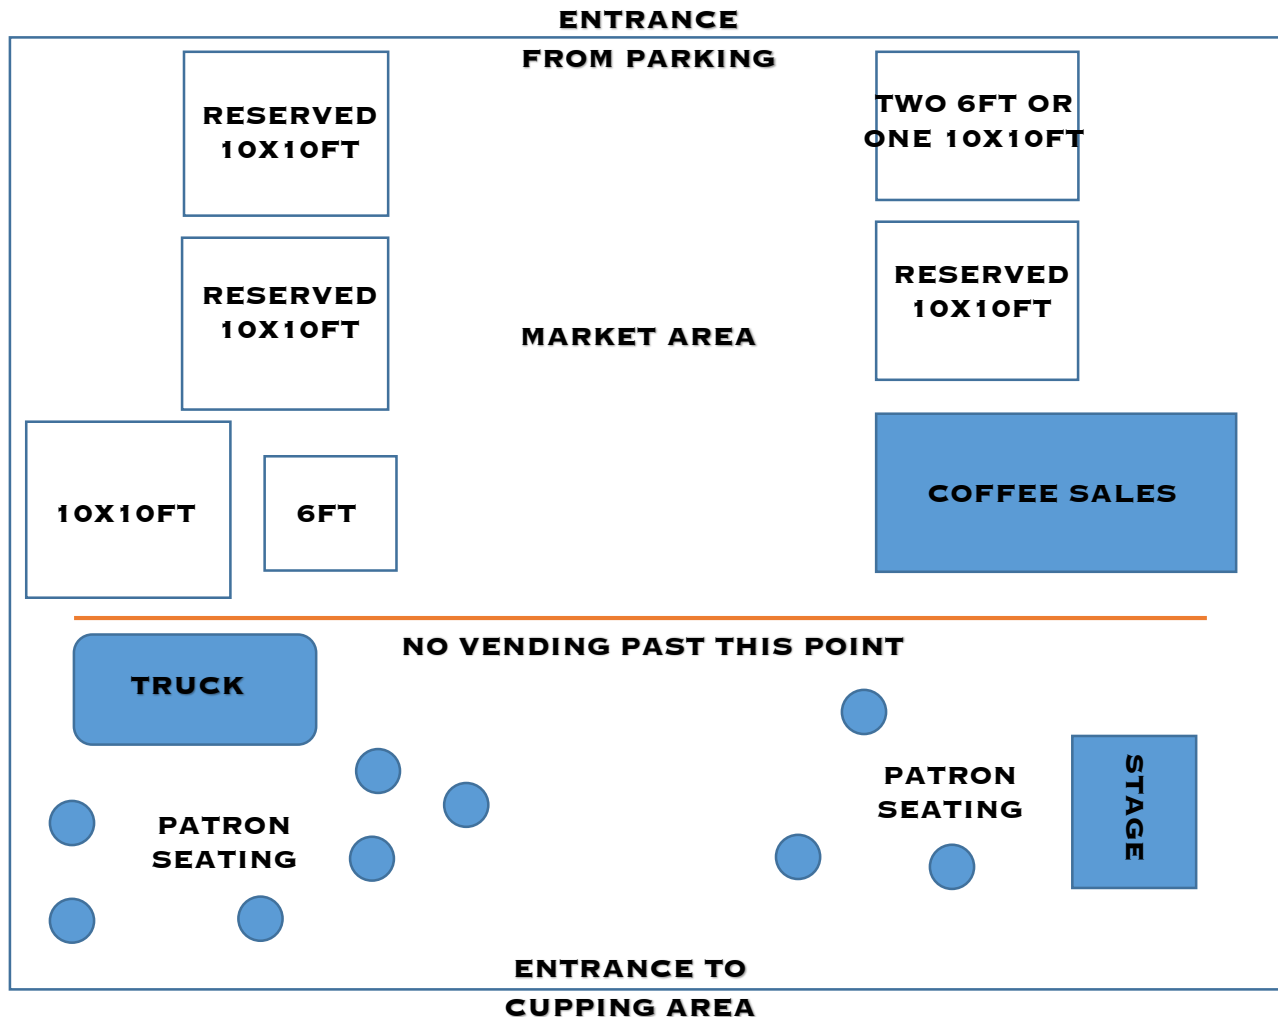 ENTRANCE
FROM PARKING
RESERVED
10X10FT
TWO 6FT OR
ONE 10X10FT
RESERVED
10X10FT
RESERVED
10X10FT
MARKET AREA
10X10FT
6FT
COFFEE SALES
NO VENDING PAST THIS POINT
TRUCK
PATRON
SEATING
PATRON
SEATING
STAGE
ENTRANCE TO
CUPPING AREA